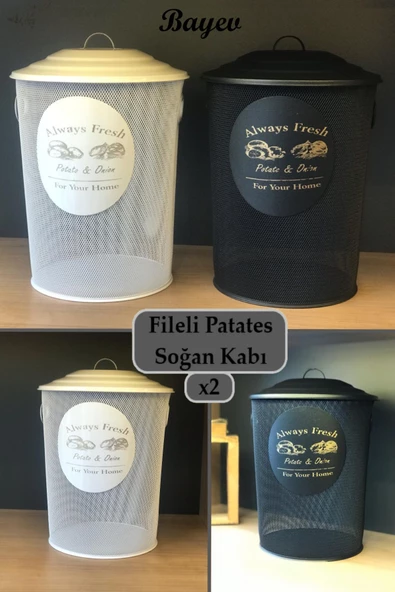 Bayev
Always Fresh
Potato & Onion
For Your Home
Always Fresh
Potato & Onion
For Your Home
Fileli Patates
Soğan Kabı
x2
Always Fresh
Potato & Onion
For Your Home
Always Fresh
Potato & Onion
For Your Home